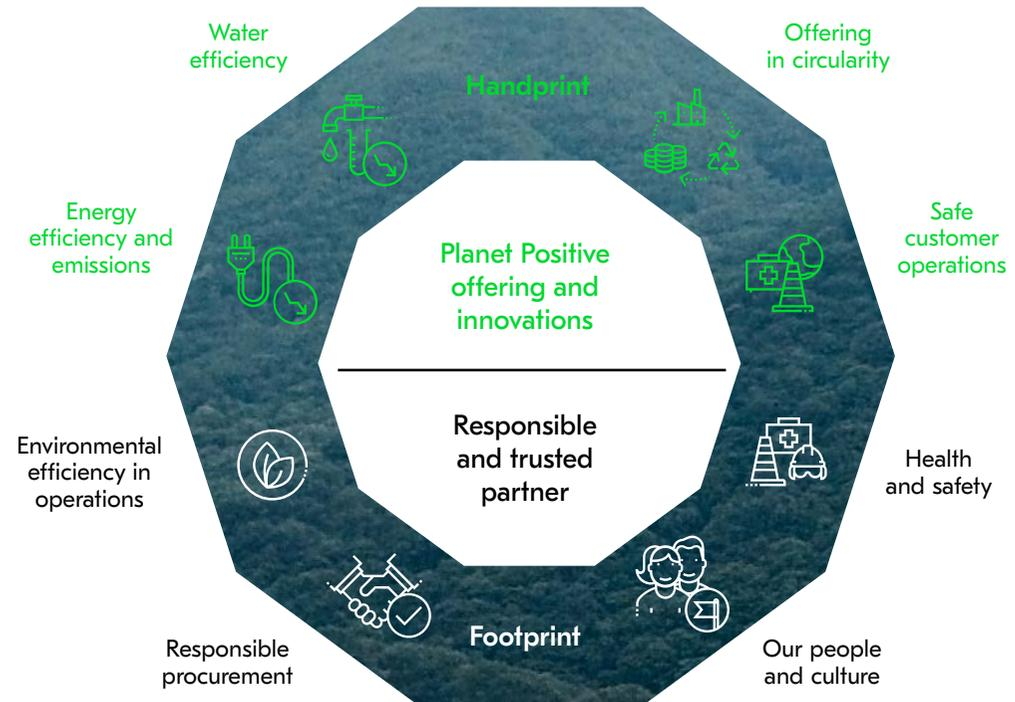 Water
efficiency
Offering
in circularity
Handprint
Energy
efficiency and
emissions
Safe
customer
operations
Planet Positive
offering and
innovations
Responsible
and trusted
partner
Environmental
efficiency in
operations
Health
and safety
Footprint
Responsible
procurement
Our people
and culture